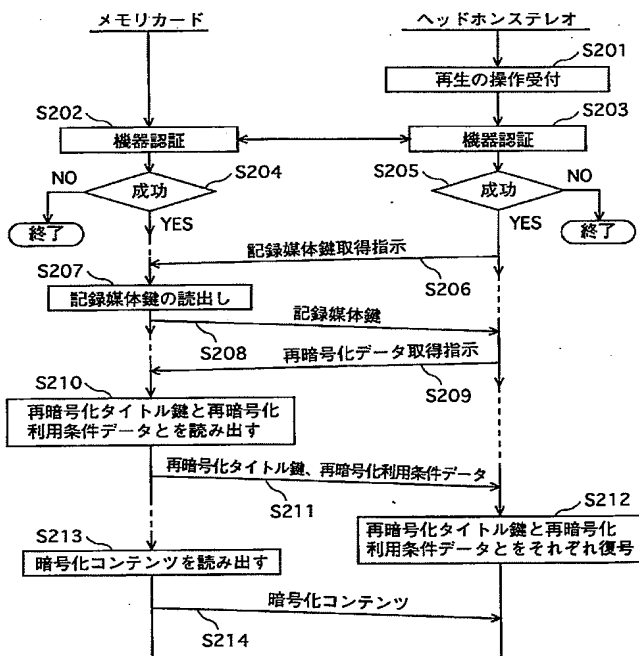 メモリカード
ヘッドホンステレオ
S201
再生の操作受付
S202
S203
機器認証
機器認証
S204
S205
NO
成功
成功
NO
終了
YES
YES
終了
記録媒体鍵取得指示
S207
S206
記録媒体鍵の読出し
記録媒体鍵
S208
再暗号化データ取得指示
S210
S209
再暗号化タイトル鍵と再暗号化
利用条件データとを読み出す
再暗号化タイトル鍵、再暗号化利用条件データ
S211
S212
再暗号化タイトル鍵と再暗号化
利用条件データとをそれぞれ復号
S213
暗号化コンテンツを読み出す
暗号化コンテンツ
S214